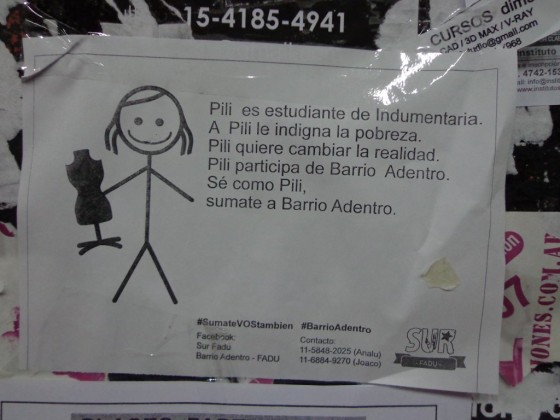 15-4185-4941
CURSOS
CAD / 3D MAX / V-RAY
Pili es estudiante de Indumentaria.
A Pili le indigna la pobreza.
Pili quiere cambiar la realidad.
Pili participa de Barrio Adentro.
Sé como Pili,
sumate a Barrio Adentro.
#SumateVOStambien #BarrioAdentro
Facebook:
Sur Fadu
Barrio Adentro - FADU
Contacto:
11-5848-2025 (Analu)
11-6884-9270 (Joaco)
SUR
- FADU -